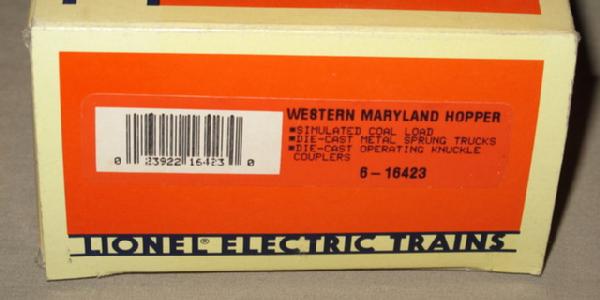 WESTERN MARYLAND HOPPER
▪SIMULATED COAL LOAD
▪DIE-CAST METAL SPRUNG TRUCKS
▪DIE-CAST OPERATING KNUCKLE
COUPLERS
6-16423
0 23922 16423 0
LIONEL® ELECTRIC TRAINS